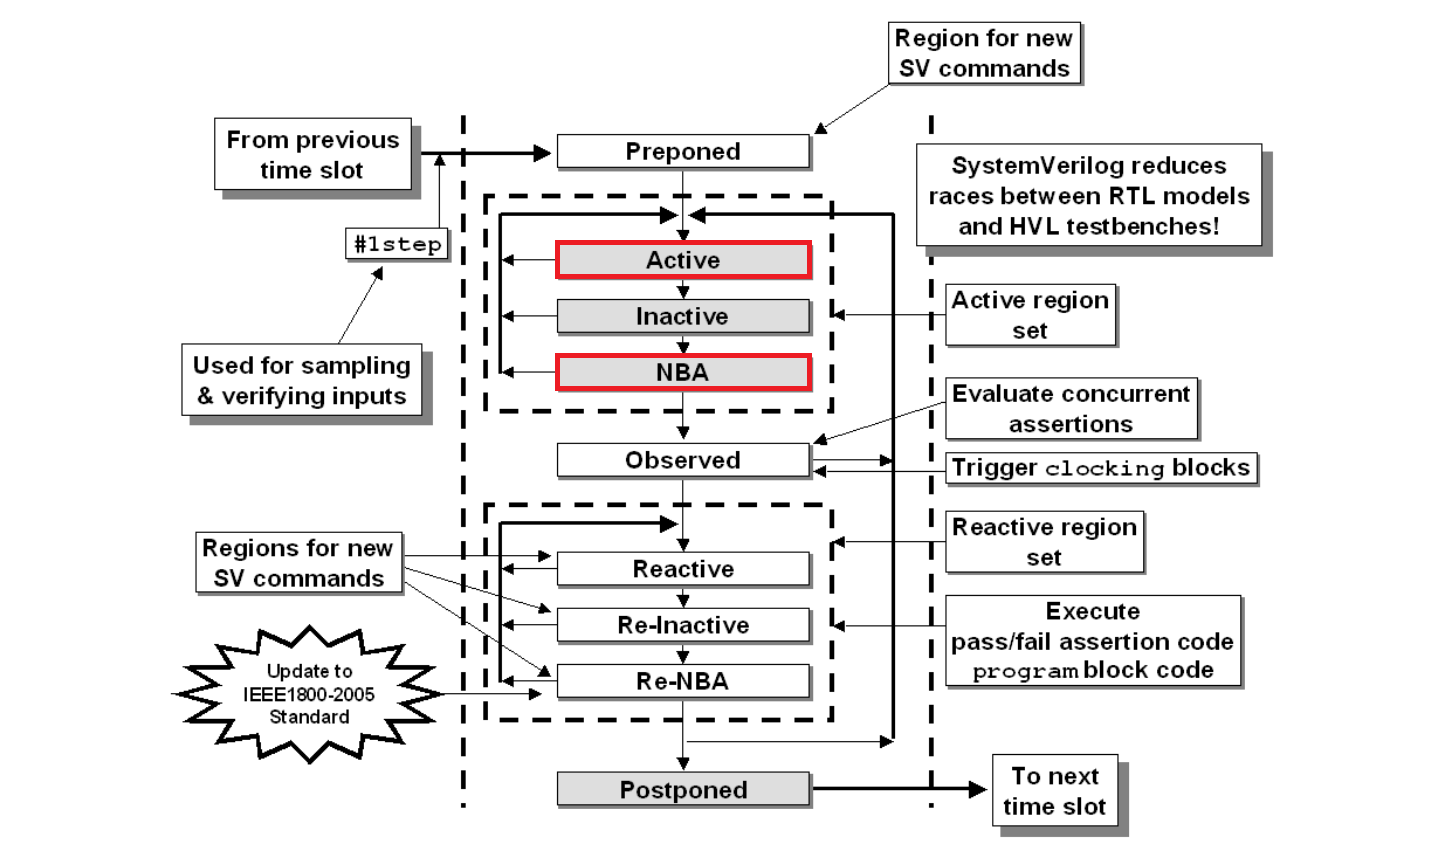 Region for new
SV commands
From previous
time slot
Preponed
SystemVerilog reduces
races between RTL models
and HVL testbenches!
#1step
Active
Inactive
NBA
Active region
set
Used for sampling
& verifying inputs
Evaluate concurrent
assertions
Observed
Trigger clocking blocks
Reactive region
set
Regions for new
SV commands
Reactive
Re-Inactive
Re-NBA
Execute
pass/fail assertion code
program block code
Update to
IEEE1800-2005
Standard
Postponed
To next
time slot